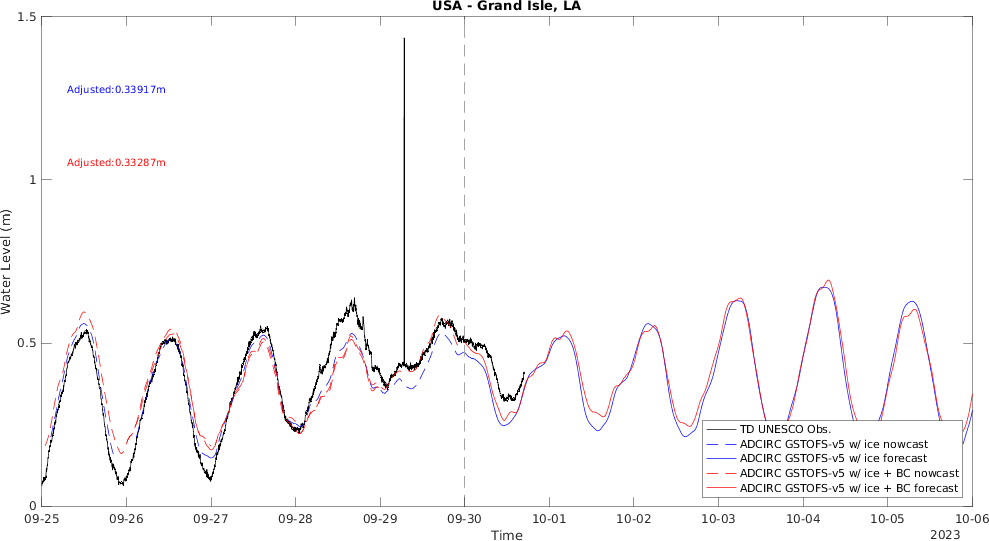 USA - Grand Isle, LA
1.5
Adjusted:0.33917m
Adjusted:0.33287m
1
Water Level (m)
0.5
0
TD UNESCO Obs.
ADCIRC GSTOFS-v5 w/ ice nowcast
ADCIRC GSTOFS-v5 w/ ice forecast
ADCIRC GSTOFS-v5 w/ ice + BC nowcast
ADCIRC GSTOFS-v5 w/ ice + BC forecast
09-25 09-26 09-27 09-28 09-29 09-30 10-01 10-02 10-03 10-04 10-05 10-06
Time
2023